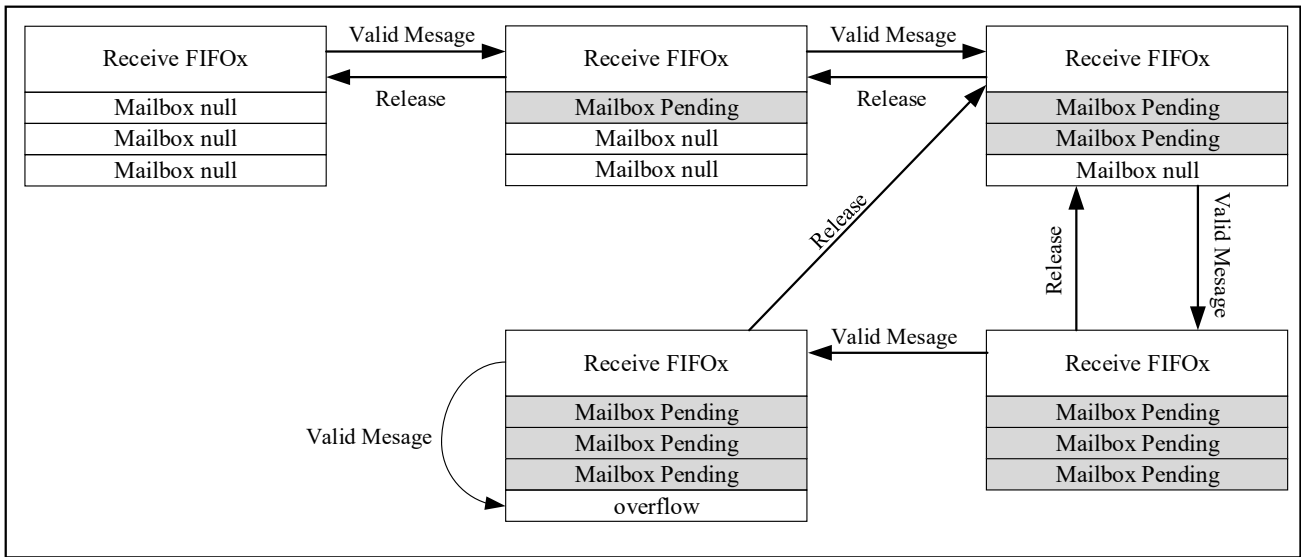 Receive FIFOx
Mailbox null
Mailbox null
Mailbox null
Valid Mesage
Release
Receive FIFOx
Mailbox Pending
Mailbox null
Mailbox null
Valid Mesage
Release
Receive FIFOx
Mailbox Pending
Mailbox Pending
Mailbox null
Release
Release
Valid Mesage
Receive FIFOx
Mailbox Pending
Mailbox Pending
Mailbox Pending
overflow
Valid Mesage
Valid Mesage
Receive FIFOx
Mailbox Pending
Mailbox Pending
Mailbox Pending